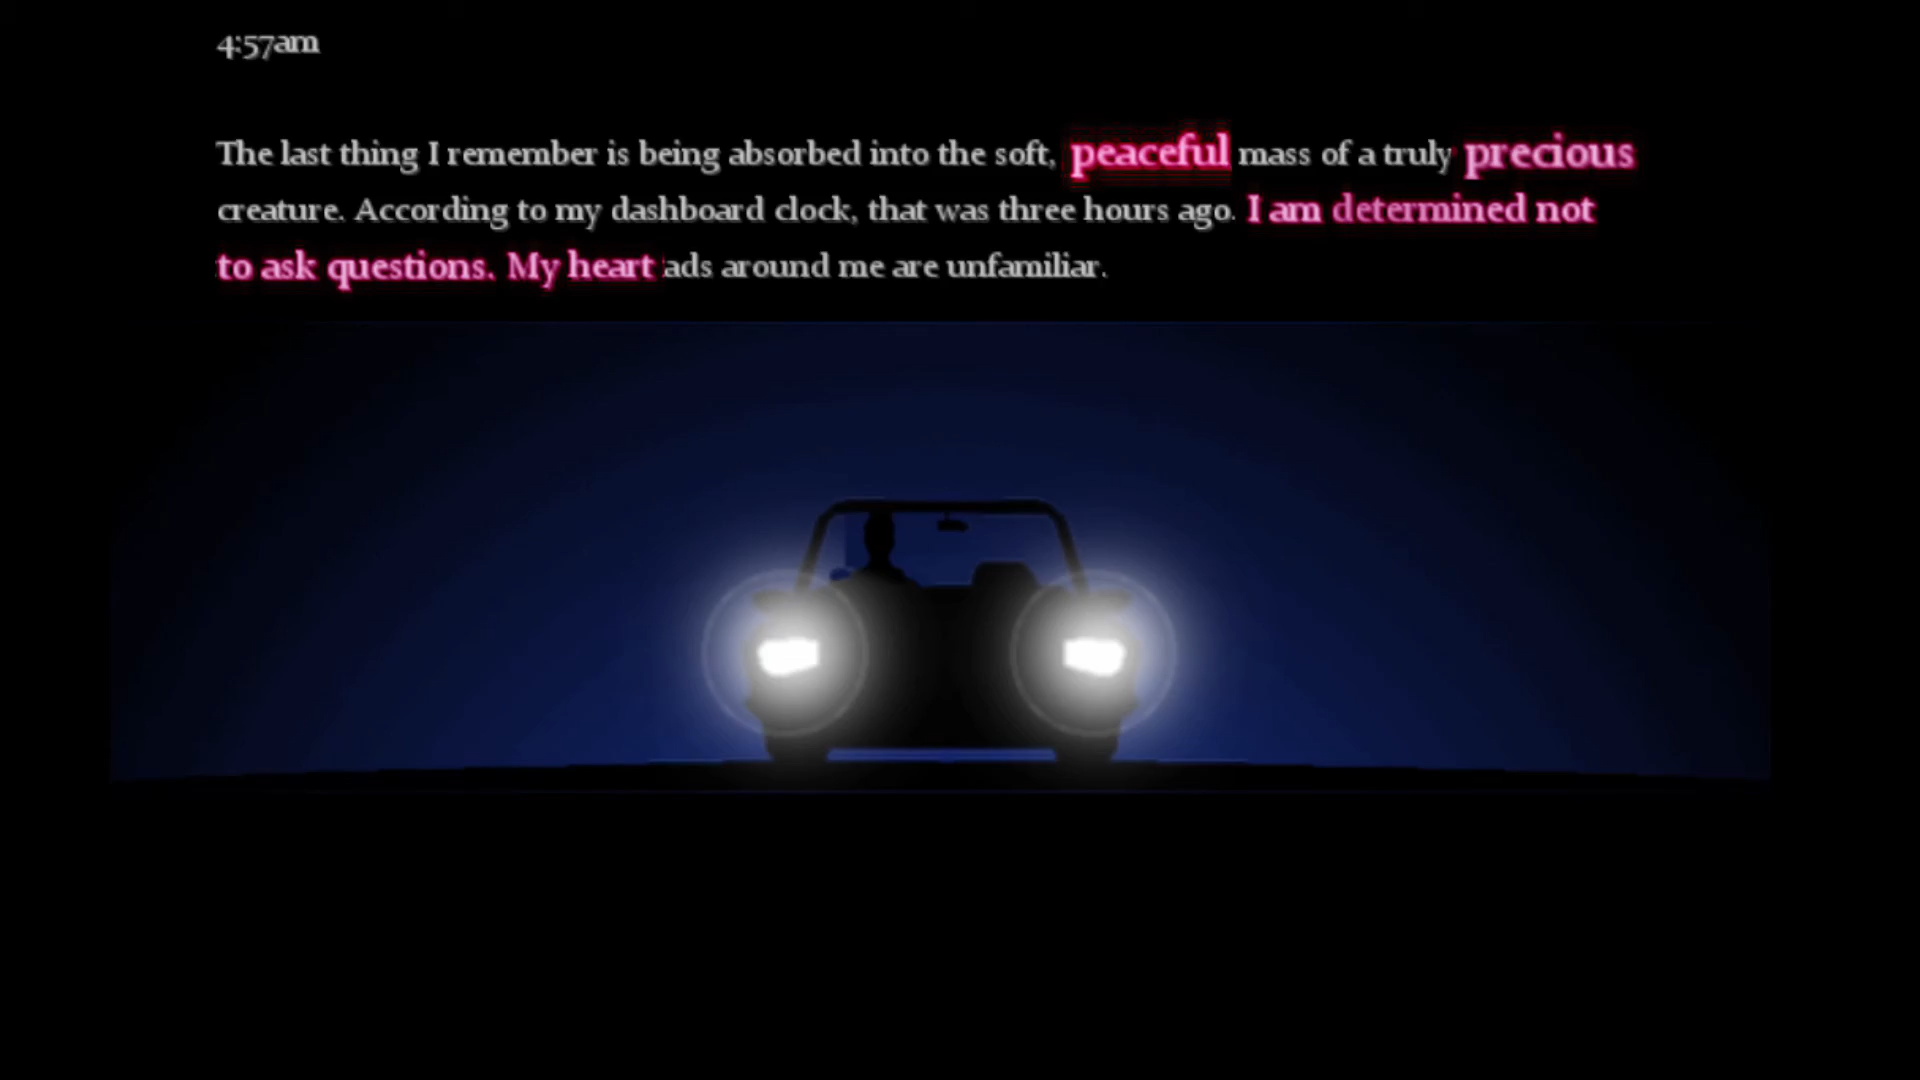 4:57am
The last thing I remember is being absorbed into the soft, peaceful mass of a truly precious
creature. According to my dashboard clock, that was three hours ago. I am determined not
to ask questions. My heart ads around me are unfamiliar.